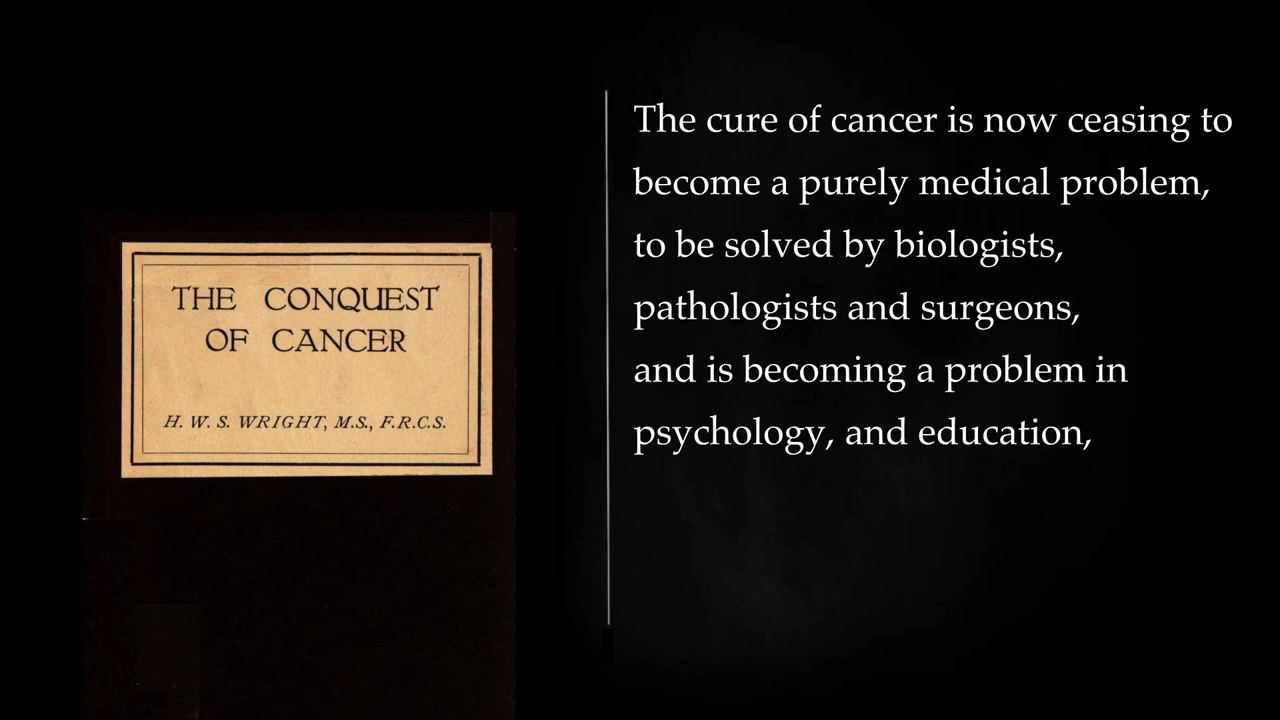 THE CONQUEST
OF CANCER
H. W. S. WRIGHT, M.S., F.R.C.S.
The cure of cancer is now ceasing to
become a purely medical problem,
to be solved by biologists,
pathologists and surgeons,
and is becoming a problem in
psychology, and education,